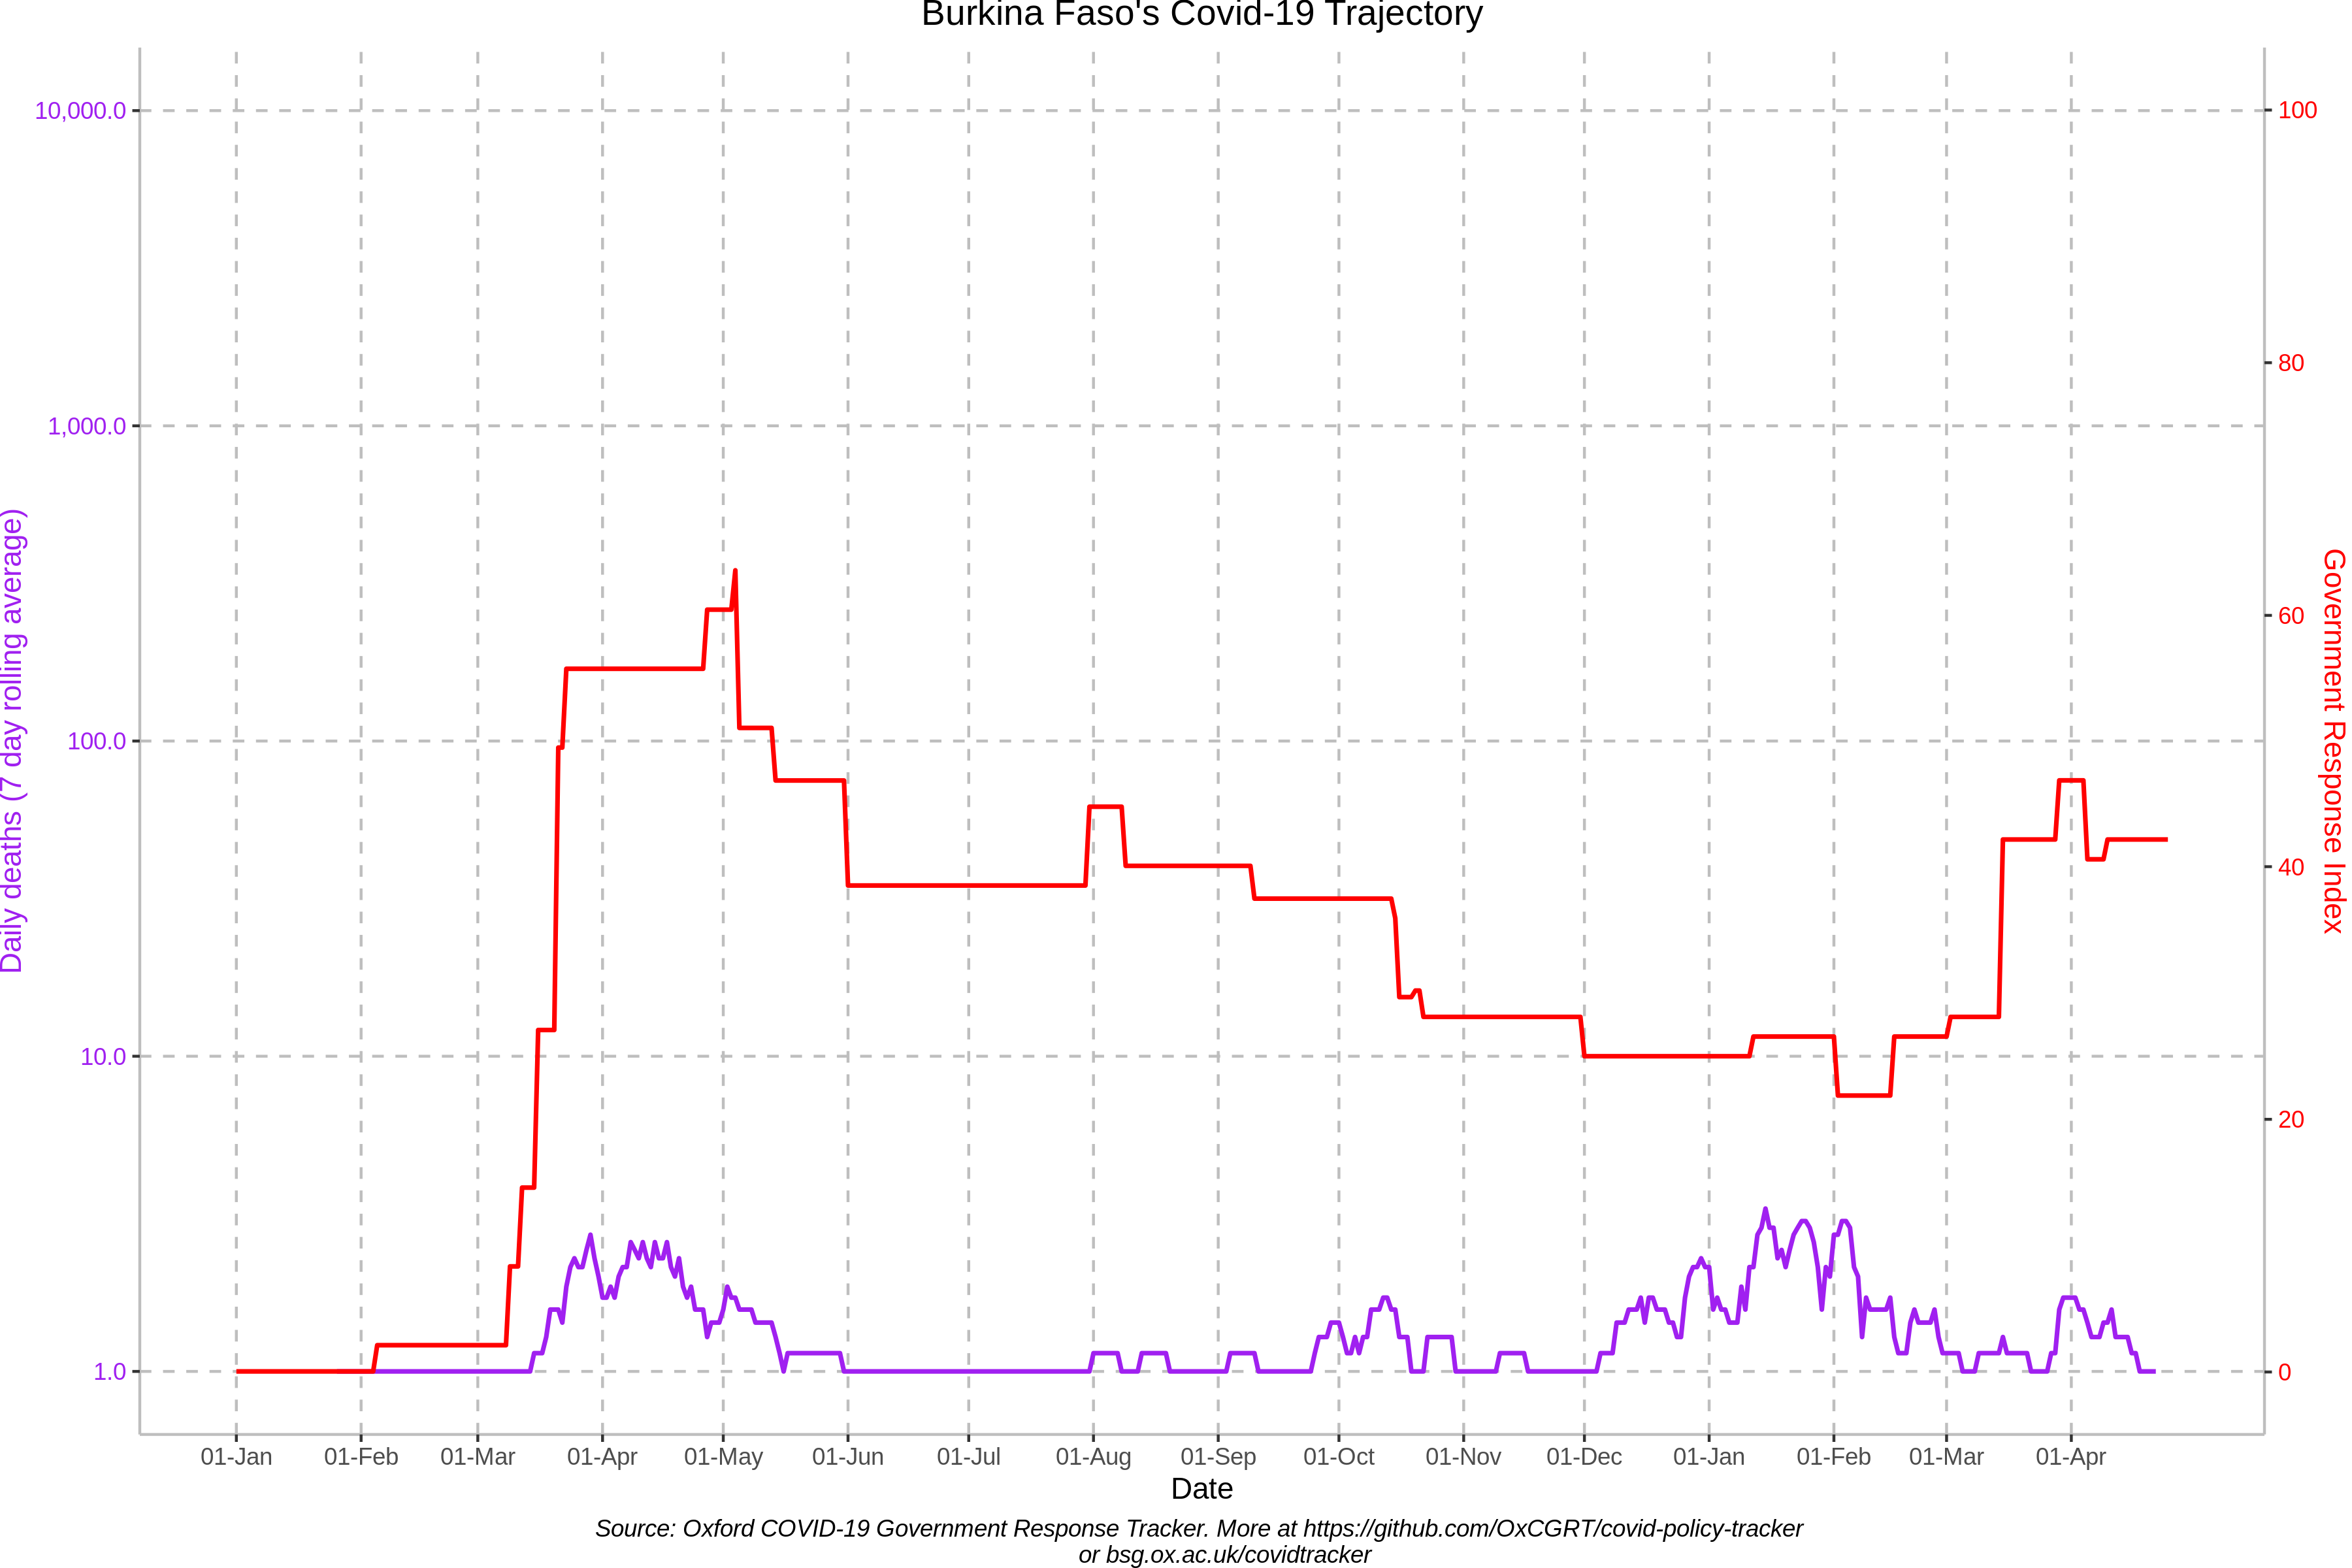 Burkina Faso's Covid-19 Trajectory
10,000.0
1,000.0
100.0
10.0
1.0
Daily deaths (7 day rolling average)
100
80
60
40
20
0
Government Response Index
01-Jan 01-Feb 01-Mar 01-Apr 01-May 01-Jun 01-Jul 01-Aug 01-Sep 01-Oct 01-Nov 01-Dec 01-Jan 01-Feb 01-Mar 01-Apr
Date
Source: Oxford COVID-19 Government Response Tracker. More at https://github.com/OxCGRT/covid-policy-tracker
or bsg.ox.ac.uk/covidtracker